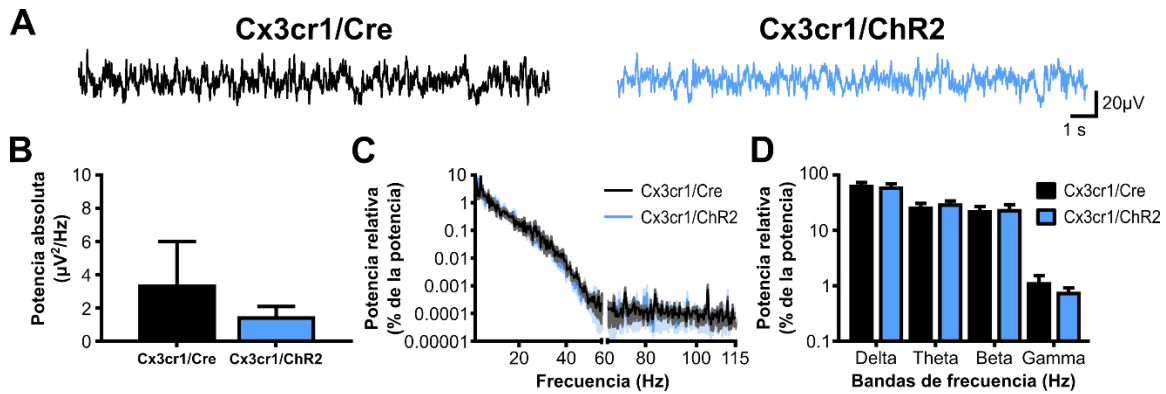 A
Cx3cr1/Cre
Cx3cr1/ChR2
20µV
1 s
B
Potencia absoluta
(µV²/Hz)
10
8
6
4
2
0
Cx3cr1/Cre
Cx3cr1/ChR2
C
Potencia relativa
(% de la potencia)
10
1
0.1
0.01
0.001
0.0001
0.00001
20
40
60
80
100
115
Frecuencia (Hz)
Cx3cr1/Cre
Cx3cr1/ChR2
D
Potencia relativa
(% de la potencia)
100
10
1
0.1
Delta
Theta
Beta
Gamma
Bandas de frecuencia (Hz)
Cx3cr1/Cre
Cx3cr1/ChR2